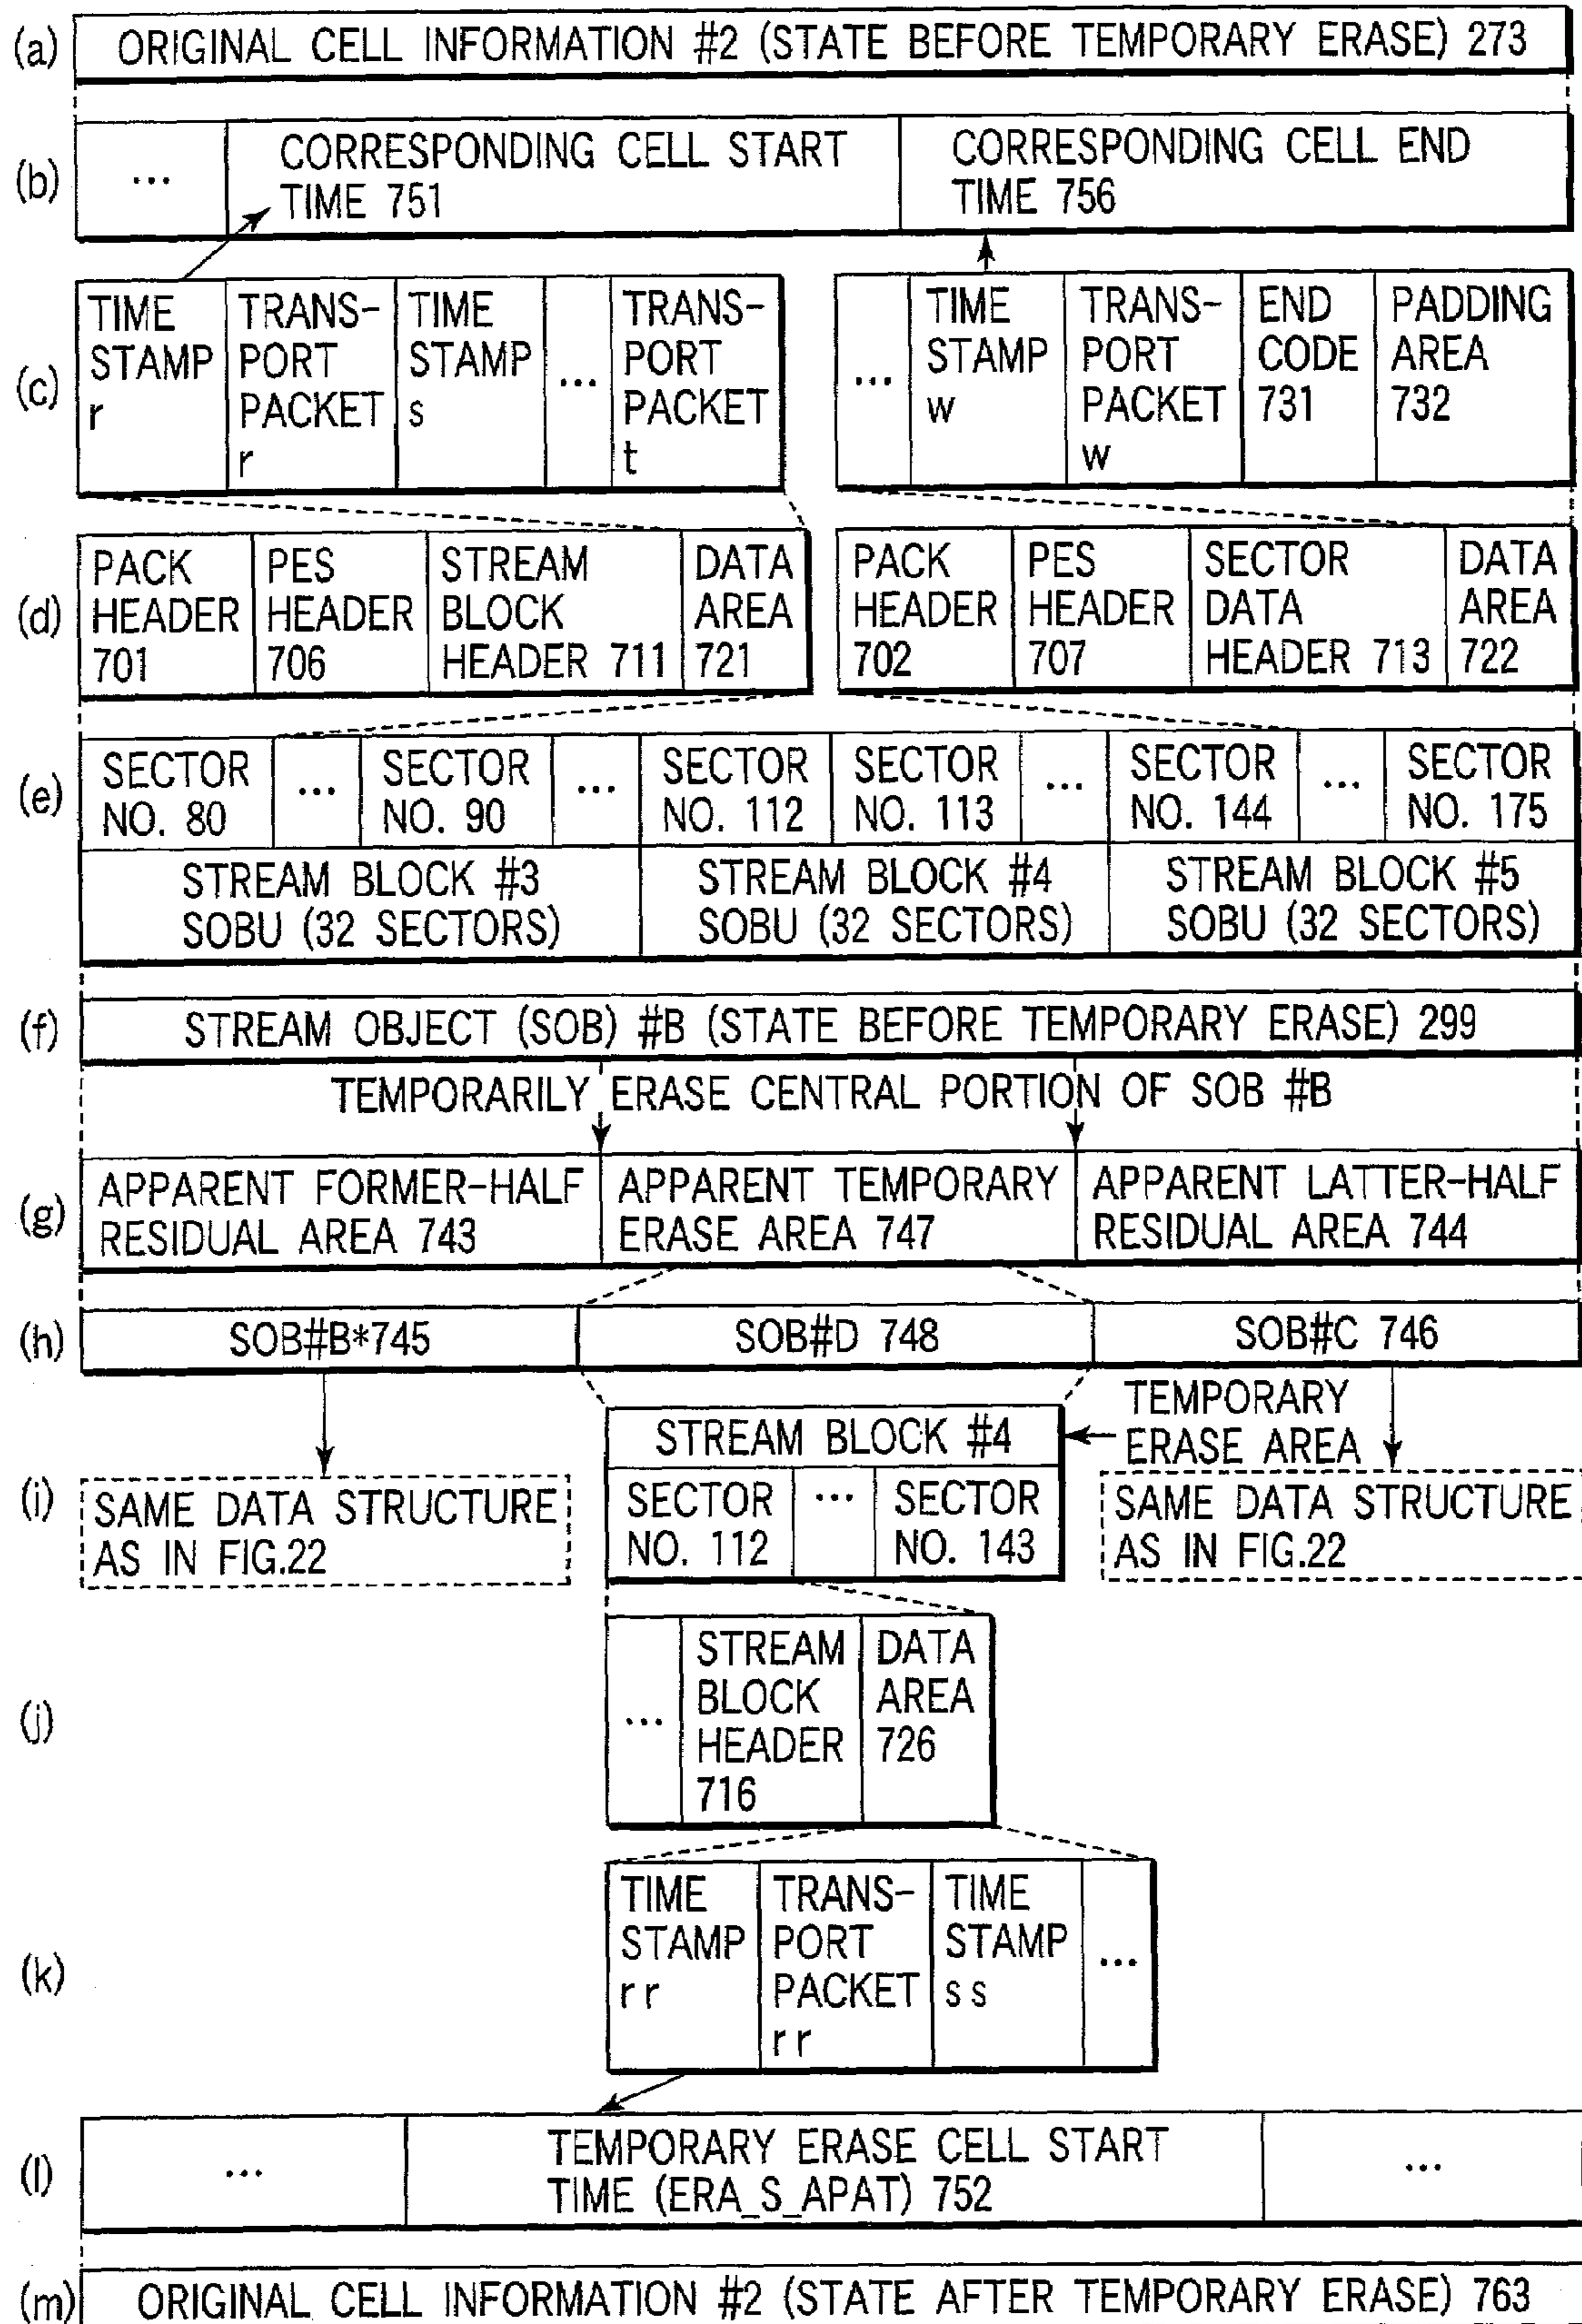 (a) ORIGINAL CELL INFORMATION #2 (STATE BEFORE TEMPORARY ERASE) 273
(b) ... CORRESPONDING CELL START TIME 751 CORRESPONDING CELL END TIME 756
(c) TIME STAMP r TRANS-PORT PACKET r TIME STAMP s ... TRANS-PORT PACKET t ... TIME STAMP w TRANS-PORT PACKET w END CODE 731 PADDING AREA 732
(d) PACK HEADER 701 PES HEADER 706 STREAM BLOCK HEADER 711 DATA AREA 721 PACK HEADER 702 PES HEADER 707 SECTOR DATA HEADER 713 DATA AREA 722
(e) SECTOR NO. 80 ... SECTOR NO. 90 ... SECTOR NO. 112 SECTOR NO. 113 ... SECTOR NO. 144 ... SECTOR NO. 175
STREAM BLOCK #3 SOBU (32 SECTORS) STREAM BLOCK #4 SOBU (32 SECTORS) STREAM BLOCK #5 SOBU (32 SECTORS)
(f) STREAM OBJECT (SOB) #B (STATE BEFORE TEMPORARY ERASE) 299
TEMPORARILY ERASE CENTRAL PORTION OF SOB #B
(g) APPARENT FORMER-HALF RESIDUAL AREA 743 APPARENT TEMPORARY ERASE AREA 747 APPARENT LATTER-HALF RESIDUAL AREA 744
(h) SOB#B*745 SOB#D 748 SOB#C 746
TEMPORARY ERASE AREA
(i) SAME DATA STRUCTURE AS IN FIG.22 STREAM BLOCK #4 SECTOR NO. 112 ... SECTOR NO. 143 SAME DATA STRUCTURE AS IN FIG.22
(j) ... STREAM BLOCK HEADER 716 DATA AREA 726
(k) TIME STAMP rr TRANS-PORT PACKET rr TIME STAMP ss ...
(l) ... TEMPORARY ERASE CELL START TIME (ERA_S_APAT) 752 ...
(m) ORIGINAL CELL INFORMATION #2 (STATE AFTER TEMPORARY ERASE) 763